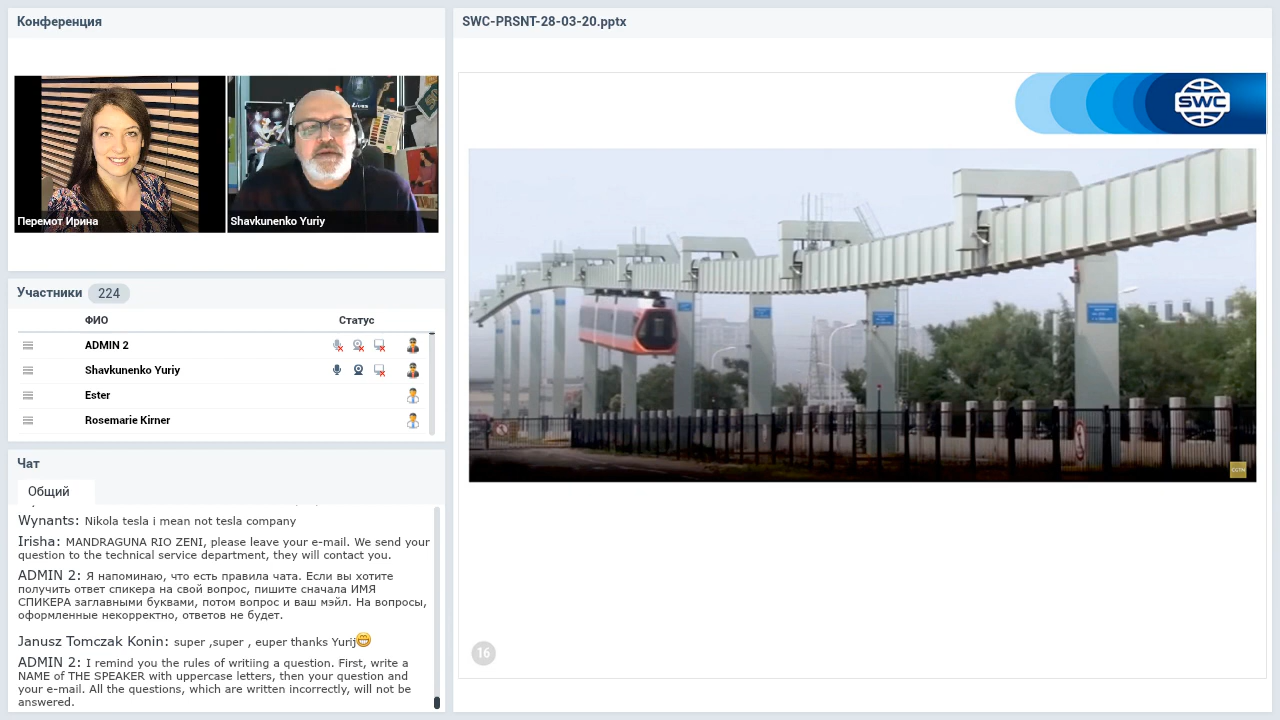 Конференция
Перемот Ирина
Shavkunenko Yuriy
Участники 224
ФИО Статус
ADMIN 2
Shavkunenko Yuriy
Ester
Rosemarie Kirner
Чат
Общий
Wynants: Nikola tesla i mean not tesla company
Irisha: MANDRAGUNA RIO ZENI, please leave your e-mail. We send your
question to the technical service department, they will contact you.
ADMIN 2: Я напоминаю, что есть правила чата. Если вы хотите
получить ответ спикера на свой вопрос, пишите сначала ИМЯ
СПИКЕРА заглавными буквами, потом вопрос и ваш мэйл. На вопросы,
оформленные некорректно, ответов не будет.
Janusz Tomczak Konin: super ,super , euper thanks Yurij
ADMIN 2: I remind you the rules of writing a question. First, write a
NAME of THE SPEAKER with uppercase letters, then your question and
your e-mail. All the questions, which are written incorrectly, will not be
answered.
SWC-PRSNT-28-03-20.pptx
SWC
CGTN
16